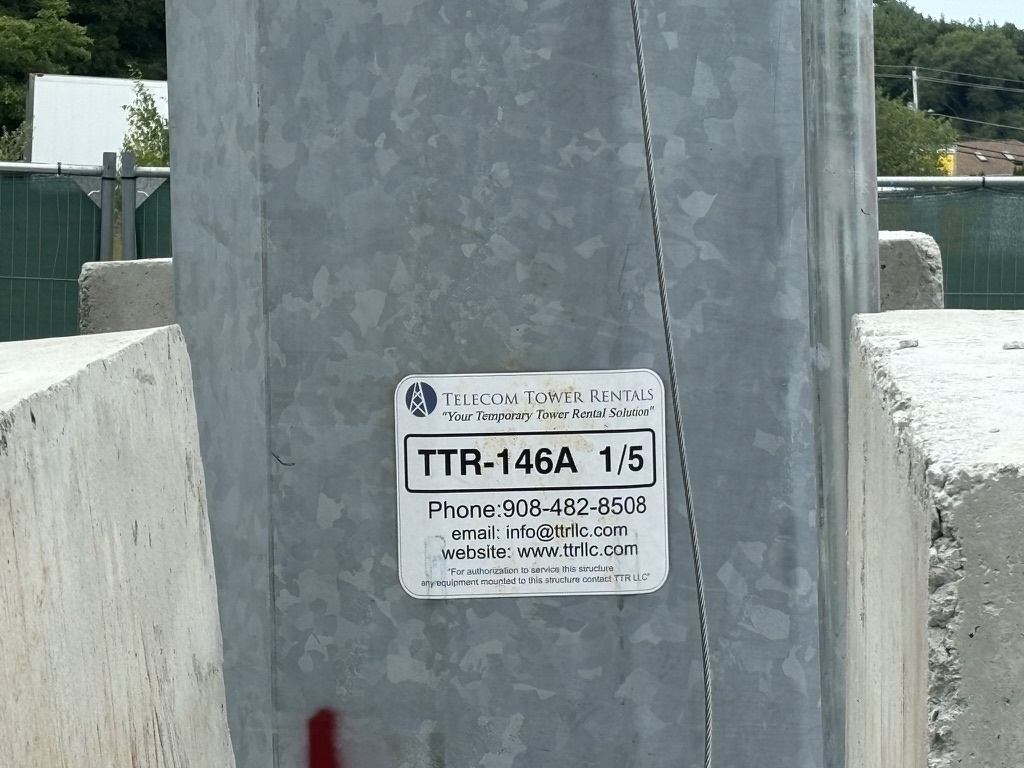 TELECOM TOWER RENTALS
"Your Temporary Tower Rental Solution"
TTR-146A 1/5
Phone:908-482-8508
email: info@ttrllc.com
website: www.ttrllc.com
"For authorization to service this structure
any equipment mounted to this structure contact TTR LLC"